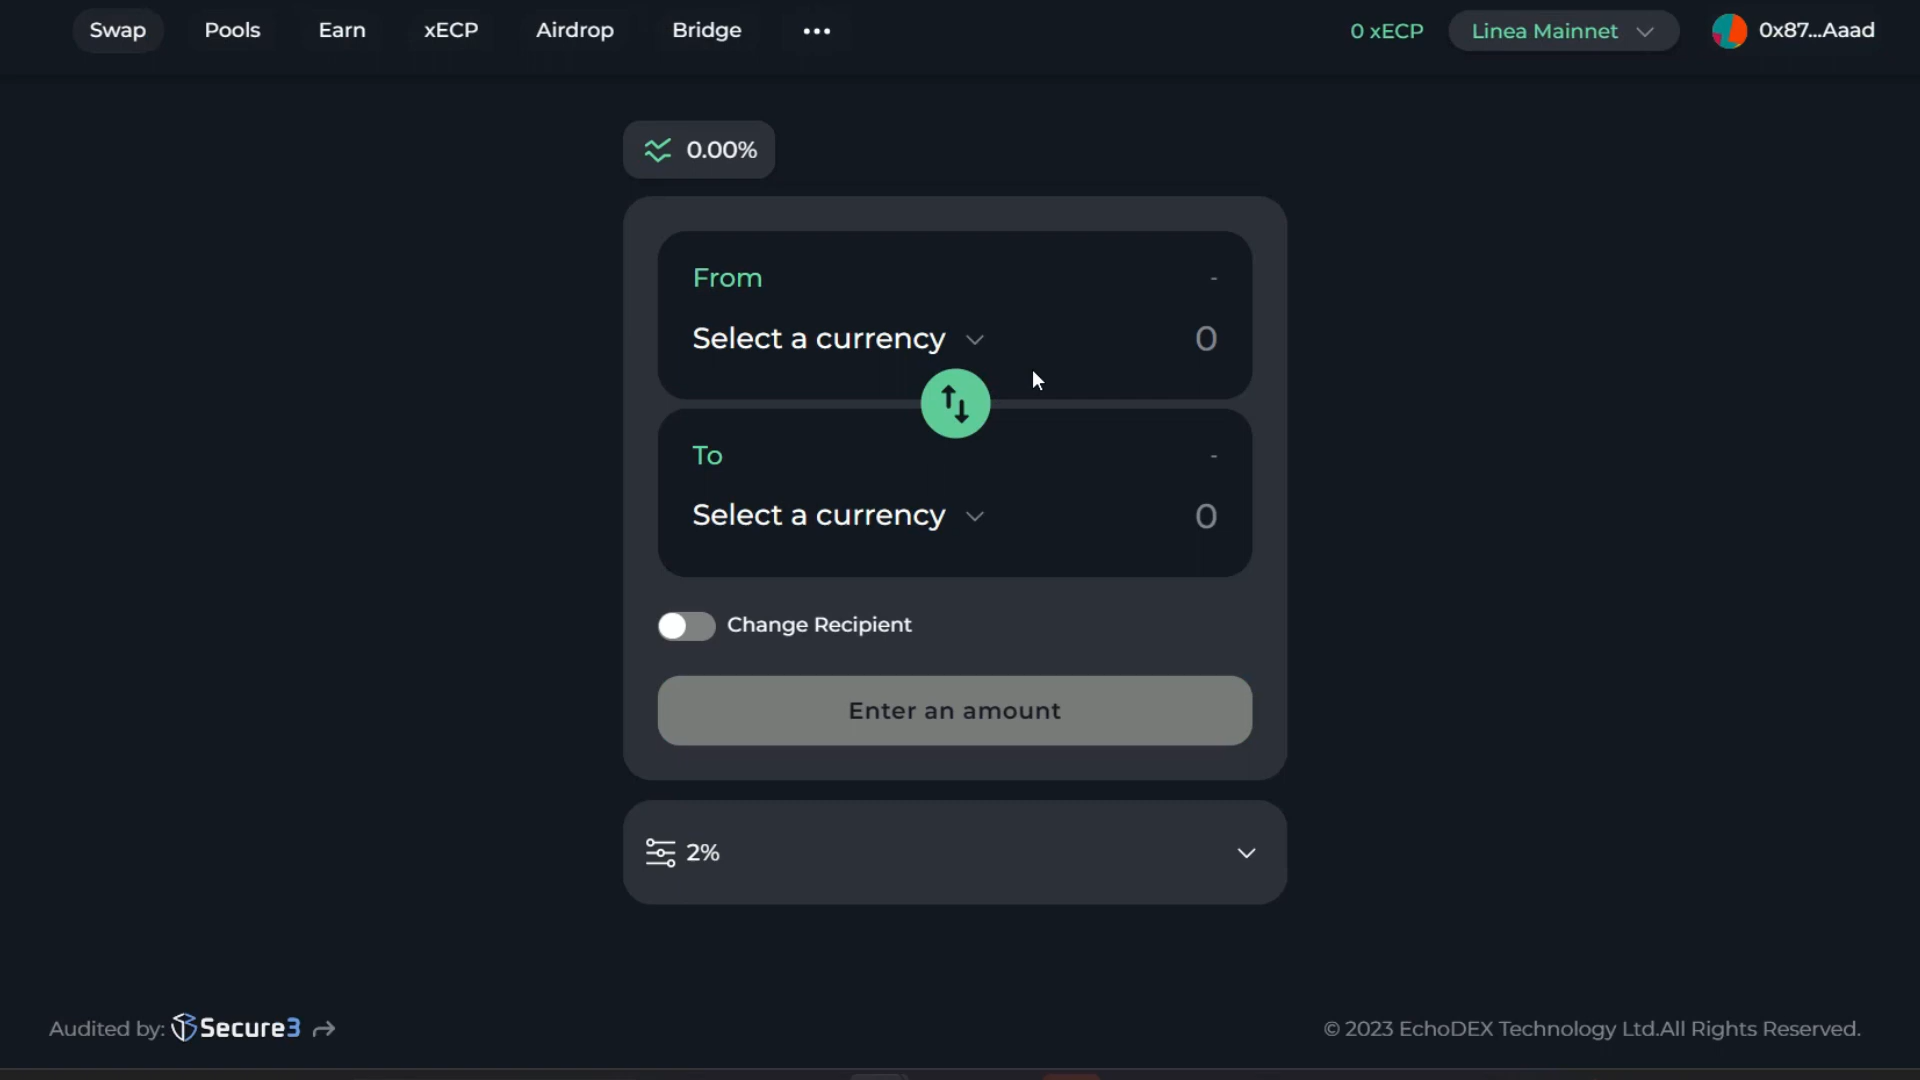 Swap Pools Earn xECP Airdrop Bridge ••• 0 xECP Linea Mainnet 0x87...Aaad
0.00%
From -
Select a currency 0
To -
Select a currency 0
Change Recipient
Enter an amount
2%
Audited by: Secure3 © 2023 EchoDEX Technology Ltd.All Rights Reserved.